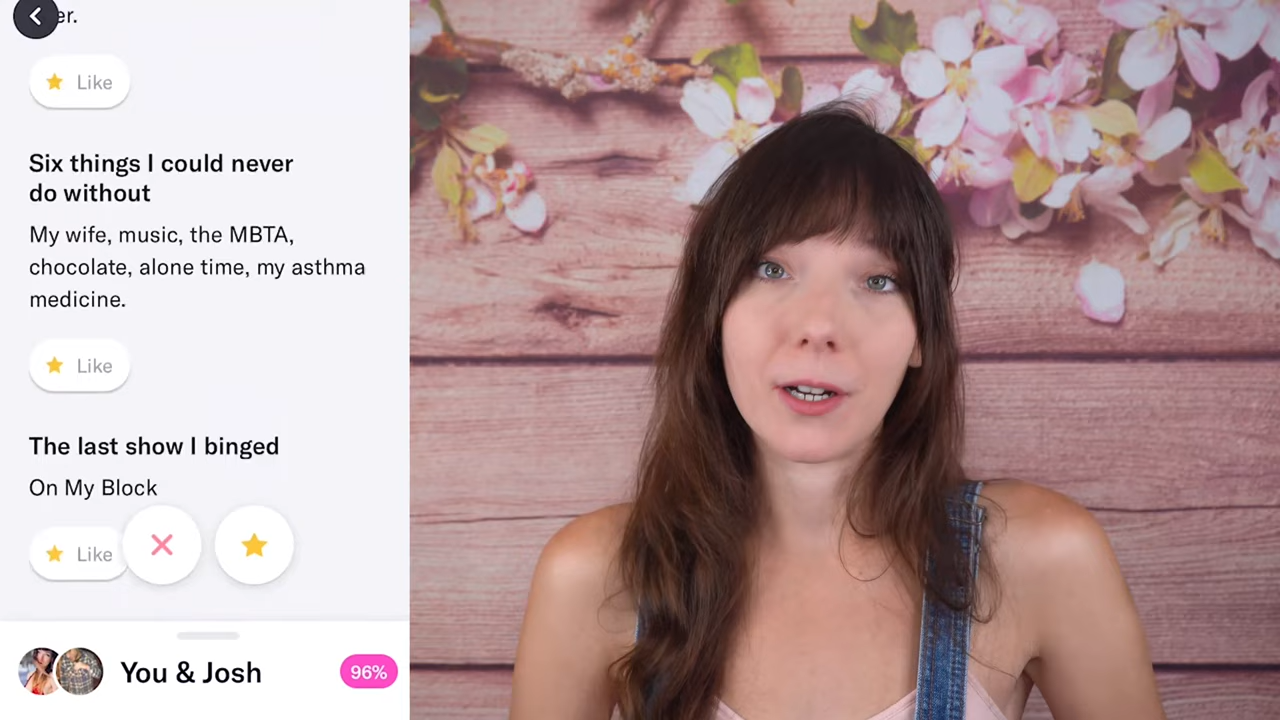 er.
Like
Six things I could never
do without
My wife, music, the MBTA,
chocolate, alone time, my asthma
medicine.
Like
The last show I binged
On My Block
Like
You & Josh
96%